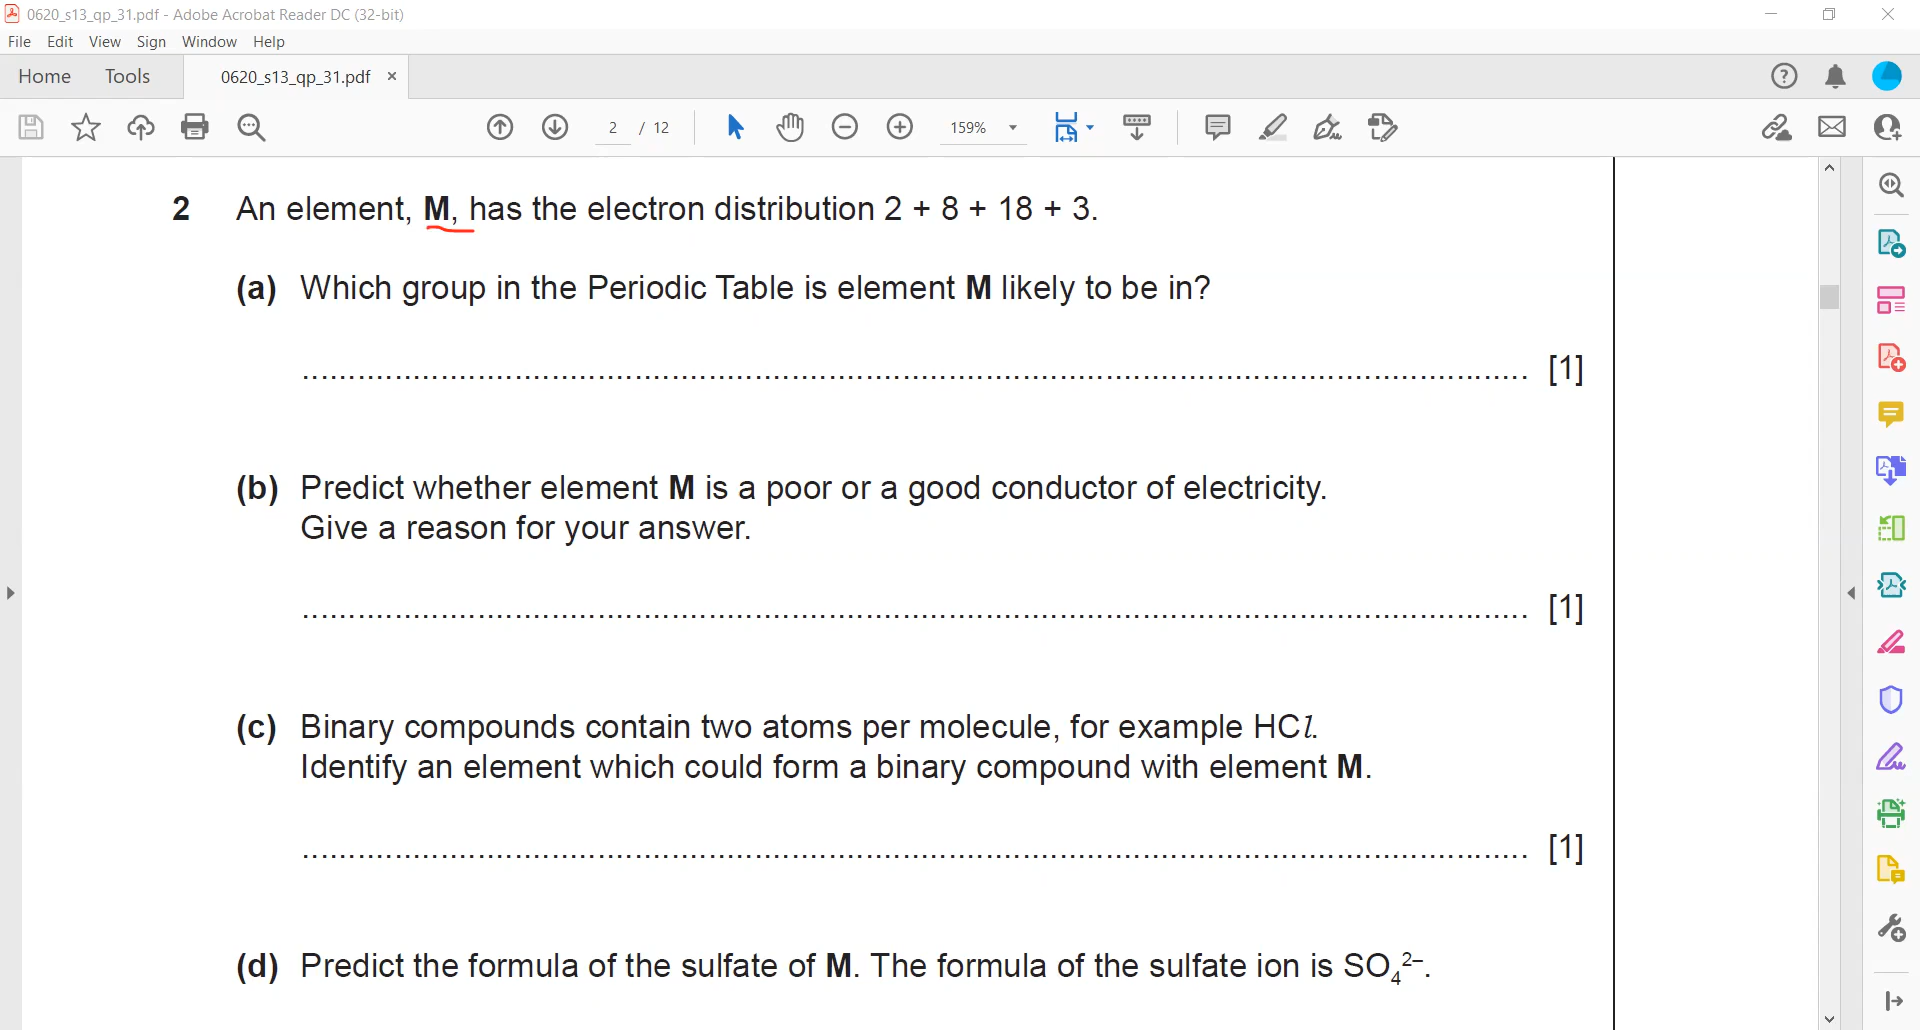 0620_s13_qp_31.pdf - Adobe Acrobat Reader DC (32-bit)
File Edit View Sign Window Help
Home Tools 0620_s13_qp_31.pdf ×
2 / 12 159%
2 An element, M, has the electron distribution 2 + 8 + 18 + 3.
(a) Which group in the Periodic Table is element M likely to be in?
.......................................................................................................................................... [1]
(b) Predict whether element M is a poor or a good conductor of electricity.
Give a reason for your answer.
.......................................................................................................................................... [1]
(c) Binary compounds contain two atoms per molecule, for example HCl.
Identify an element which could form a binary compound with element M.
.......................................................................................................................................... [1]
(d) Predict the formula of the sulfate of M. The formula of the sulfate ion is SO₄²⁻.